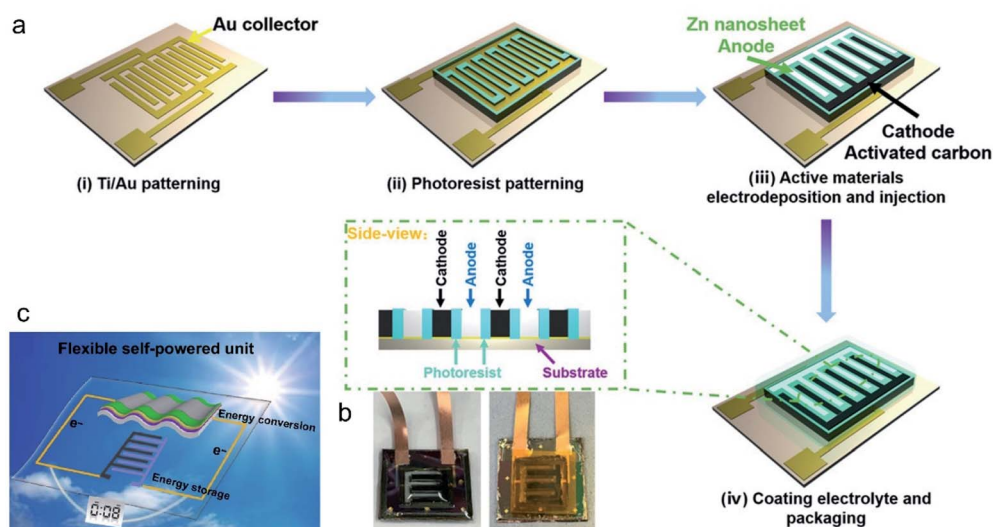 a
Au collector
Zn nanosheet
Anode
Cathode
Activated carbon
(i) Ti/Au patterning
(ii) Photoresist patterning
(iii) Active materials
electrodeposition and injection
Side-view:
Cathode
Anode
Cathode
Anode
Photoresist
Substrate
c
Flexible self-powered unit
Energy conversion
e⁻
e⁻
Energy storage
0:08
b
(iv) Coating electrolyte and
packaging